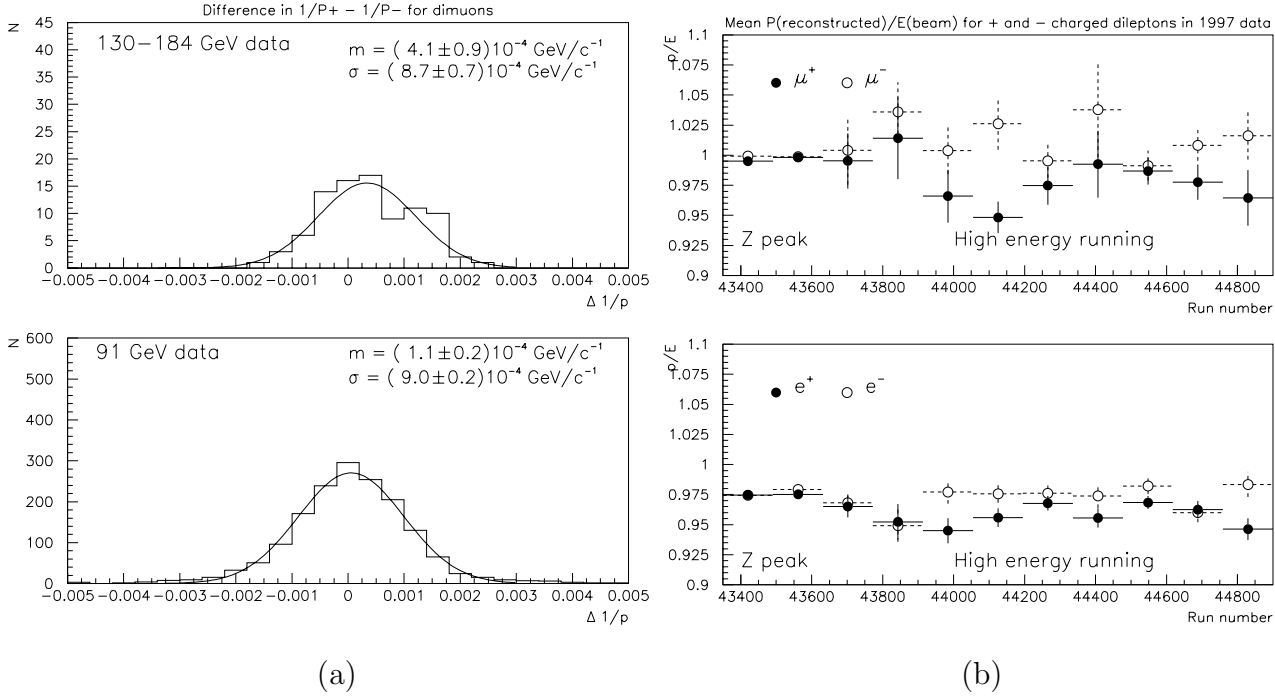 Difference in 1/P+ − 1/P− for dimuons
N
130−184 GeV data
m = ( 4.1±0.9)10⁻⁴ GeV/c⁻¹
σ = ( 8.7±0.7)10⁻⁴ GeV/c⁻¹
45
40
35
30
25
20
15
10
5
0
−0.005 −0.004 −0.003 −0.002 −0.001 0 0.001 0.002 0.003 0.004 0.005
Δ 1/p
N
91 GeV data
m = ( 1.1±0.2)10⁻⁴ GeV/c⁻¹
σ = ( 9.0±0.2)10⁻⁴ GeV/c⁻¹
600
500
400
300
200
100
0
−0.005 −0.004 −0.003 −0.002 −0.001 0 0.001 0.002 0.003 0.004 0.005
Δ 1/p
(a)
Mean P(reconstructed)/E(beam) for + and − charged dileptons in 1997 data
p/E
μ⁺ μ⁻
1.1
1.075
1.05
1.025
1
0.975
0.95
0.925
0.9
Z peak High energy running
43400 43600 43800 44000 44200 44400 44600 44800
Run number
p/E
e⁺ e⁻
1.1
1.075
1.05
1.025
1
0.975
0.95
0.925
0.9
Z peak High energy running
43400 43600 43800 44000 44200 44400 44600 44800
Run number
(b)